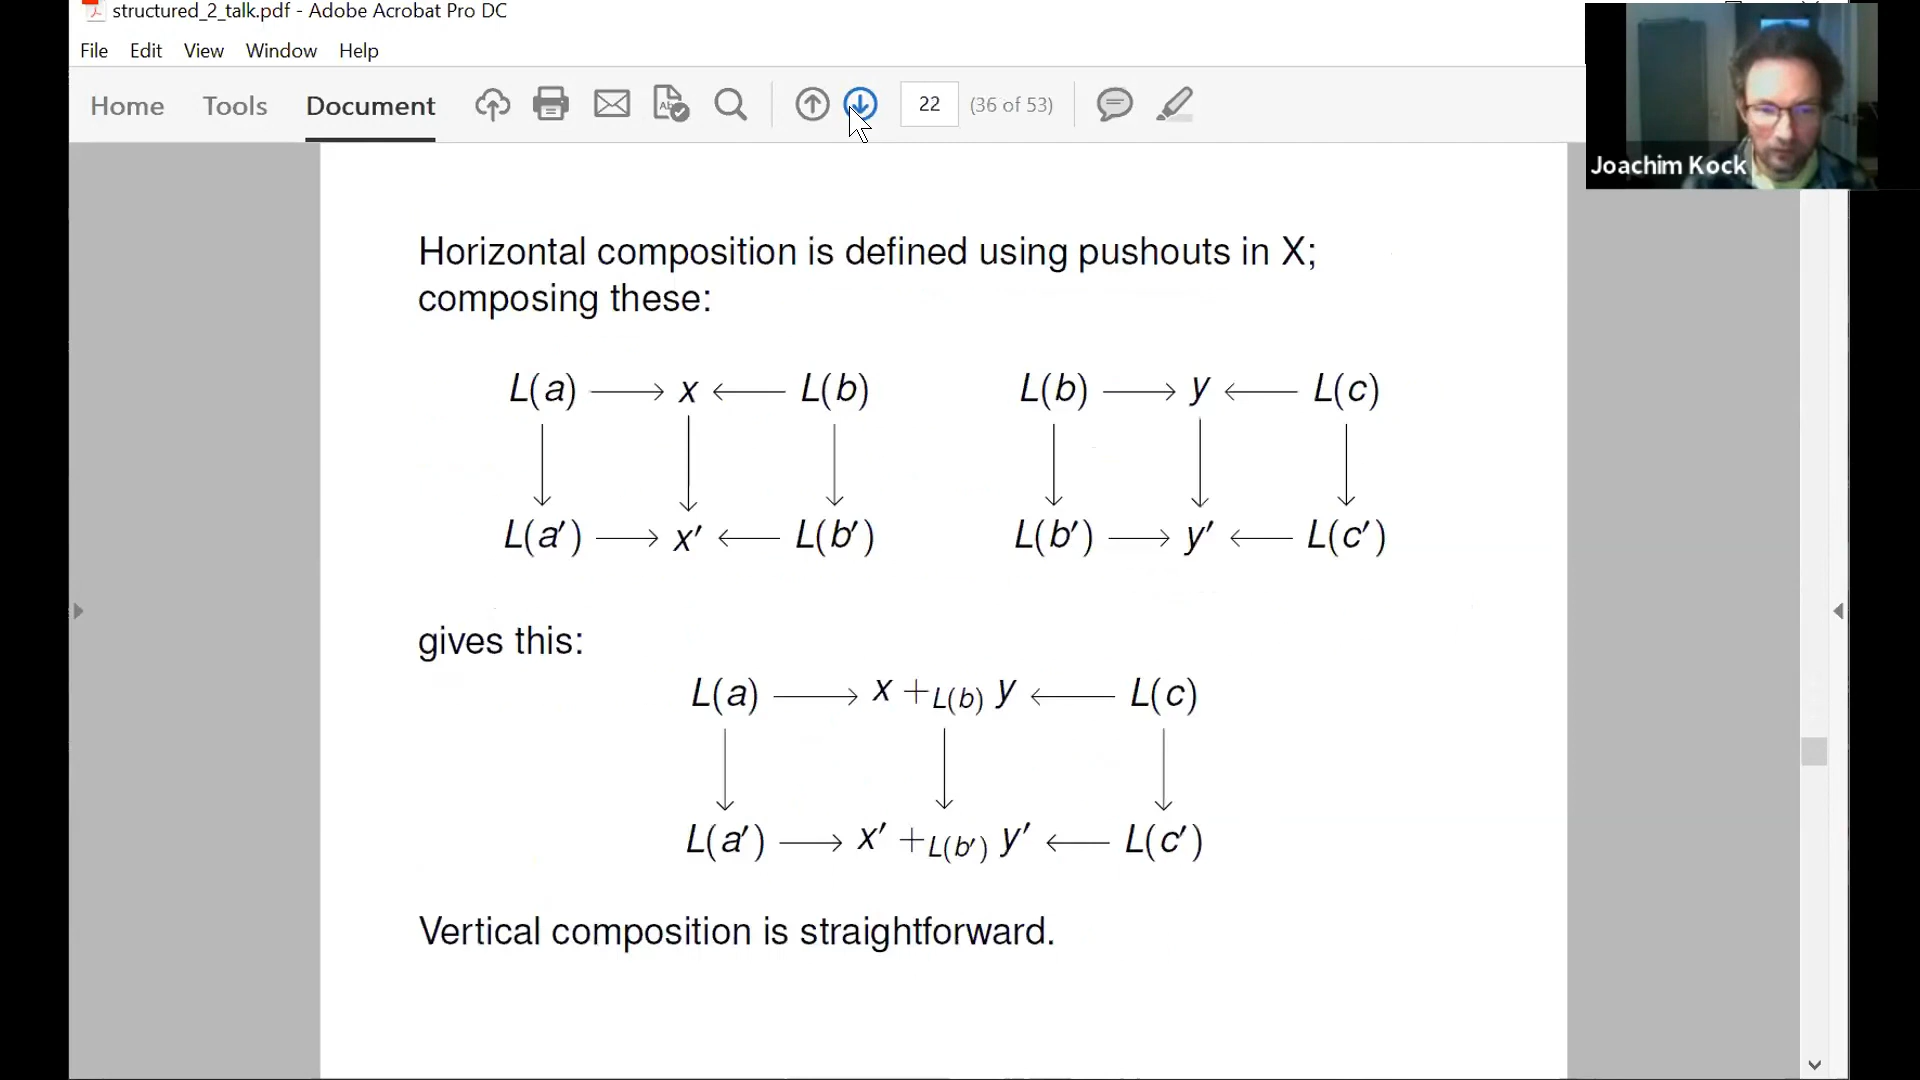 structured_2_talk.pdf - Adobe Acrobat Pro DC
File Edit View Window Help
Home Tools Document 22 (36 of 53)
Joachim Kock
Horizontal composition is defined using pushouts in X;
composing these:
L(a) ⟶ x ⟵ L(b) L(b) ⟶ y ⟵ L(c)
L(a′) ⟶ x′ ⟵ L(b′) L(b′) ⟶ y′ ⟵ L(c′)
gives this:
L(a) ⟶ x +_{L(b)} y ⟵ L(c)
L(a′) ⟶ x′ +_{L(b′)} y′ ⟵ L(c′)
Vertical composition is straightforward.